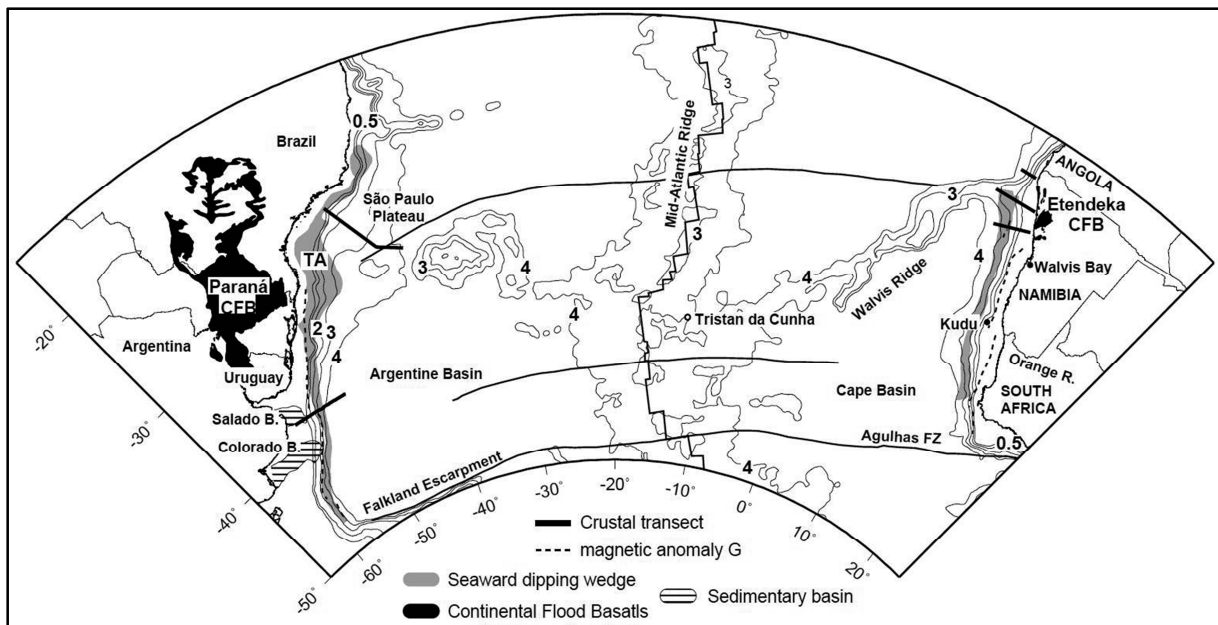 3
0.5
Brazil
Mid-Atlantic Ridge
ANGOLA
São Paulo
Plateau
3
Etendeka
CFB
3
TA
3
4
4
4
Walvis Ridge
Walvis Bay
NAMIBIA
Paraná
CFB
-20°
Argentina
2
3
4
4
Tristan da Cunha
Kudu
Uruguay
Argentine Basin
Orange R.
Cape Basin
SOUTH
AFRICA
-30°
Salado B.
Colorado B.
Agulhas FZ
0.5
4
Falkland Escarpment
-40°
-50°
-60°
-50°
-40°
-30°
-20°
-10°
0°
10°
20°
Crustal transect
magnetic anomaly G
Seaward dipping wedge
Sedimentary basin
Continental Flood Basatls